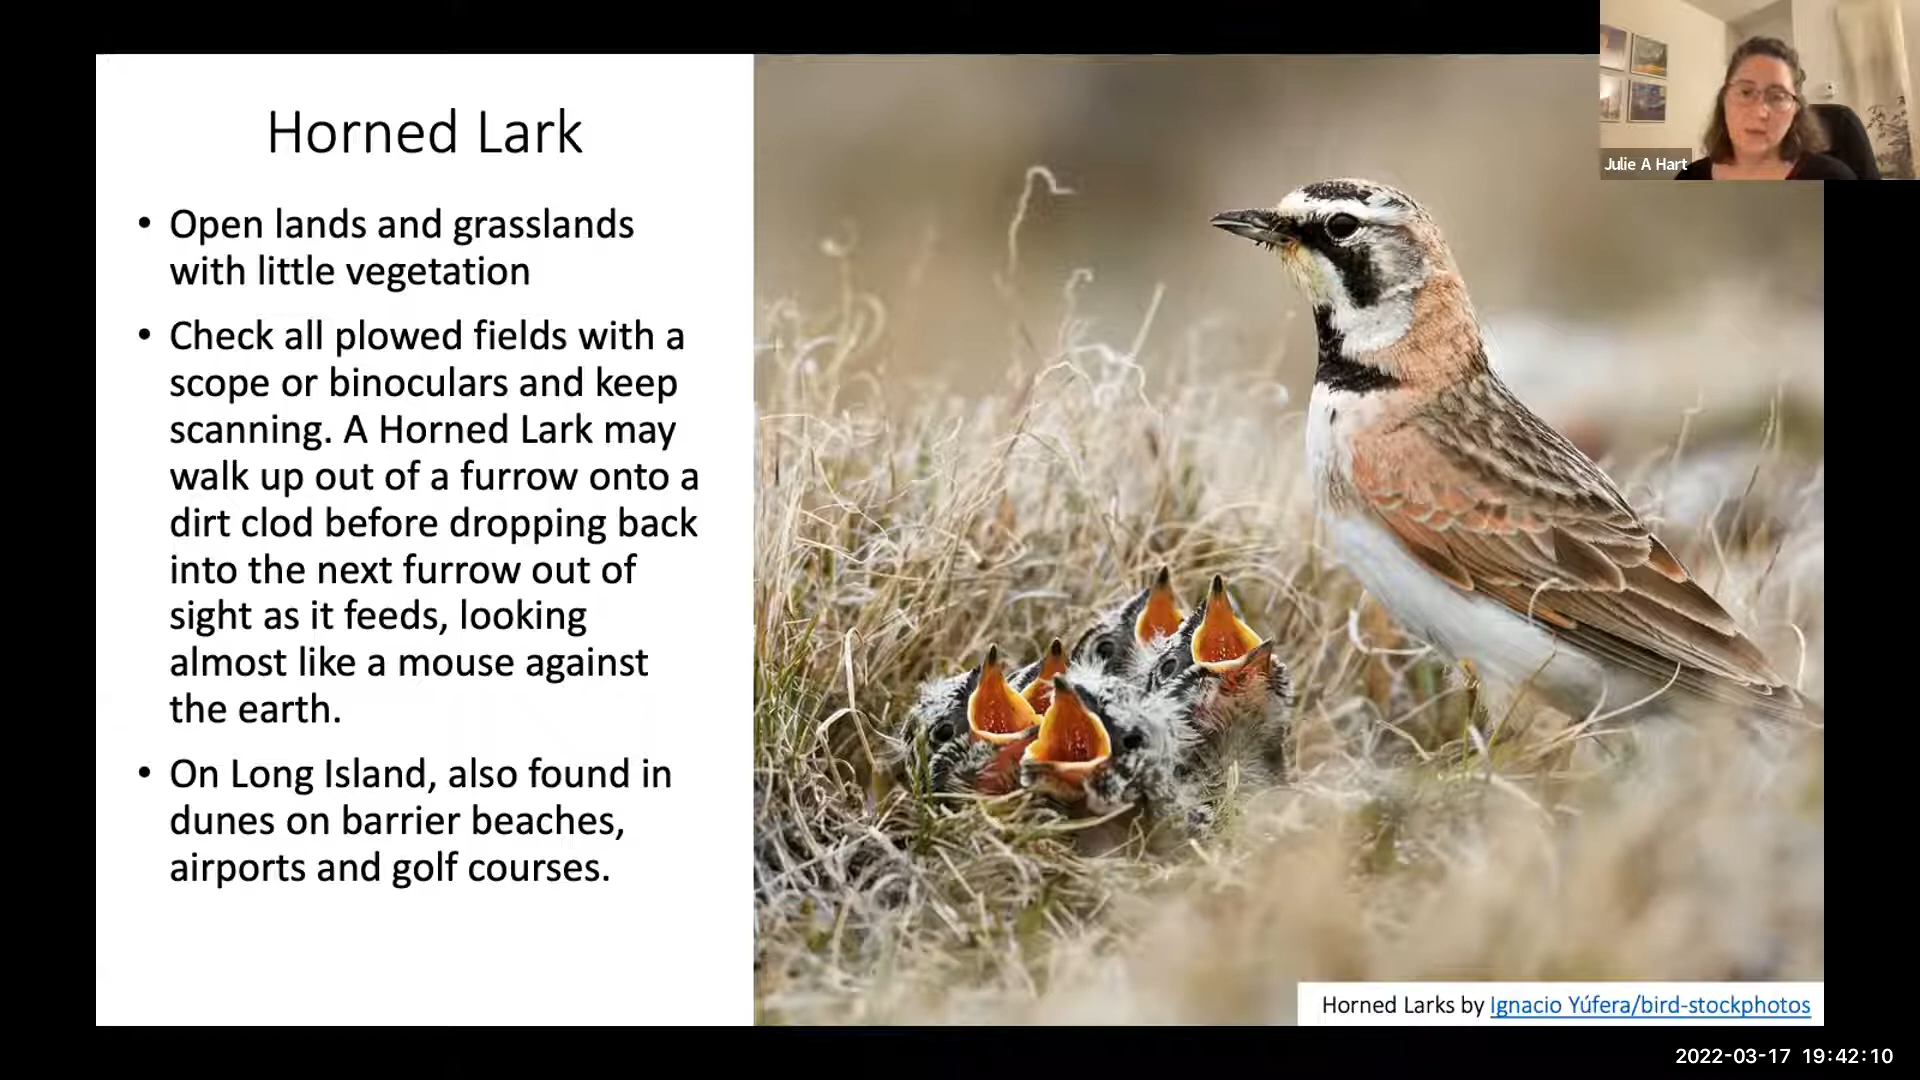 Horned Lark
• Open lands and grasslands
with little vegetation
• Check all plowed fields with a
scope or binoculars and keep
scanning. A Horned Lark may
walk up out of a furrow onto a
dirt clod before dropping back
into the next furrow out of
sight as it feeds, looking
almost like a mouse against
the earth.
• On Long Island, also found in
dunes on barrier beaches,
airports and golf courses.
Julie A Hart
Horned Larks by Ignacio Yúfera/bird-stockphotos
2022-03-17 19:42:10